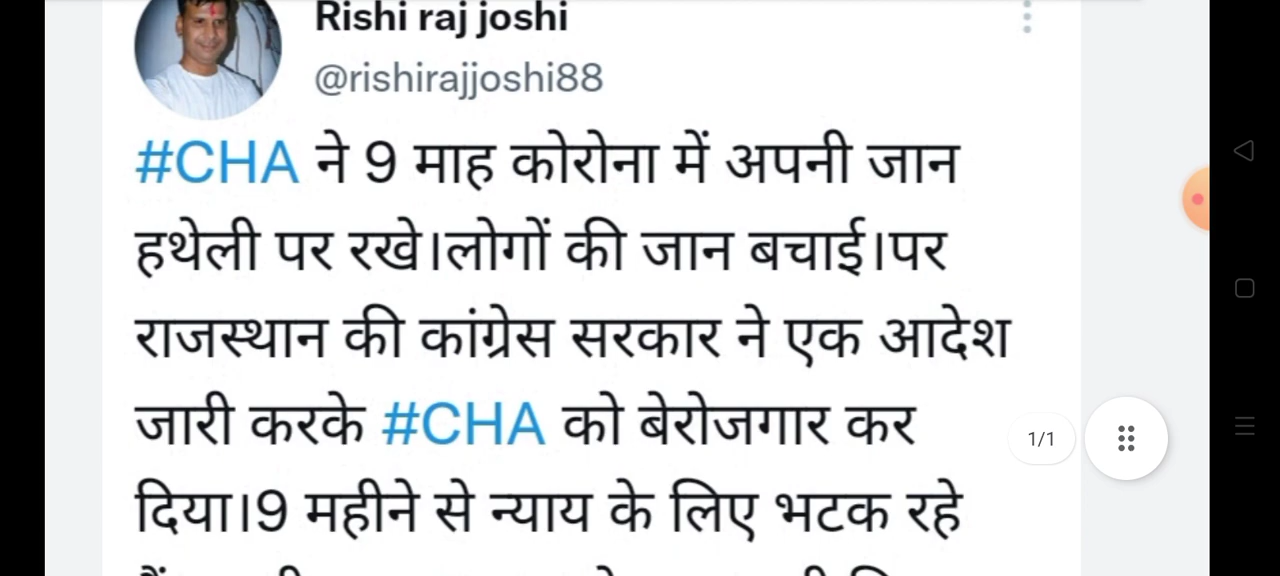 Rishi raj joshi
@rishirajjoshi88
#CHA ने 9 माह कोरोना में अपनी जान
हथेली पर रखे।लोगों की जान बचाई।पर
राजस्थान की कांग्रेस सरकार ने एक आदेश
जारी करके #CHA को बेरोजगार कर
दिया।9 महीने से न्याय के लिए भटक रहे
1/1